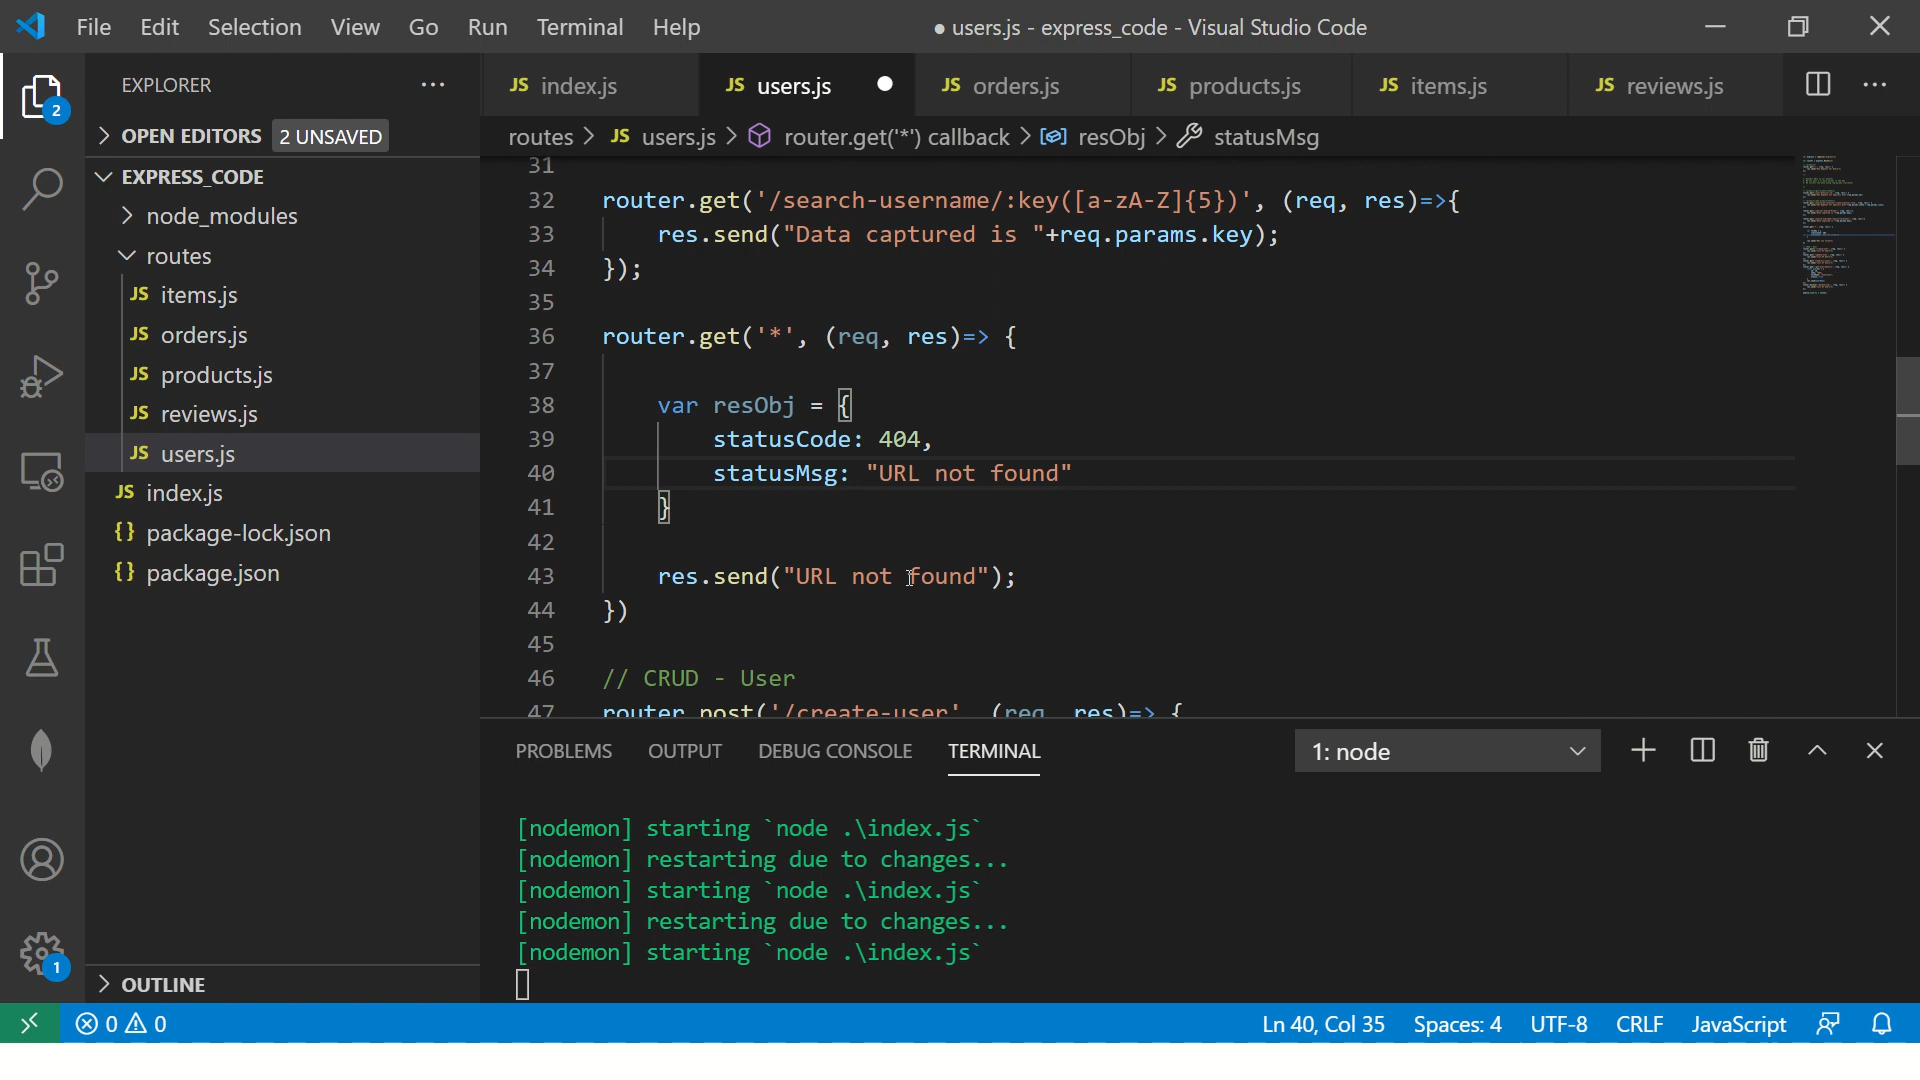 File Edit Selection View Go Run Terminal Help
● users.js - express_code - Visual Studio Code
EXPLORER
JS index.js
JS users.js
JS orders.js
JS products.js
JS items.js
JS reviews.js
2
OPEN EDITORS 2 UNSAVED
routes > JS users.js > router.get('*') callback > resObj > statusMsg
EXPRESS_CODE
node_modules
routes
JS items.js
JS orders.js
JS products.js
JS reviews.js
JS users.js
JS index.js
{} package-lock.json
{} package.json
OUTLINE
31
32 router.get('/search-username/:key([a-zA-Z]{5})', (req, res)=>{
33 res.send("Data captured is "+req.params.key);
34 });
35
36 router.get('*', (req, res)=> {
37
38 var resObj = {
39 statusCode: 404,
40 statusMsg: "URL not found"
41 }
42
43 res.send("URL not found");
44 })
45
46 // CRUD - User
47 router.post('/create-user', (req, res)=> {
PROBLEMS OUTPUT DEBUG CONSOLE TERMINAL
1: node
[nodemon] starting `node .\index.js`
[nodemon] restarting due to changes...
[nodemon] starting `node .\index.js`
[nodemon] restarting due to changes...
[nodemon] starting `node .\index.js`
1
0 0
Ln 40, Col 35 Spaces: 4 UTF-8 CRLF JavaScript